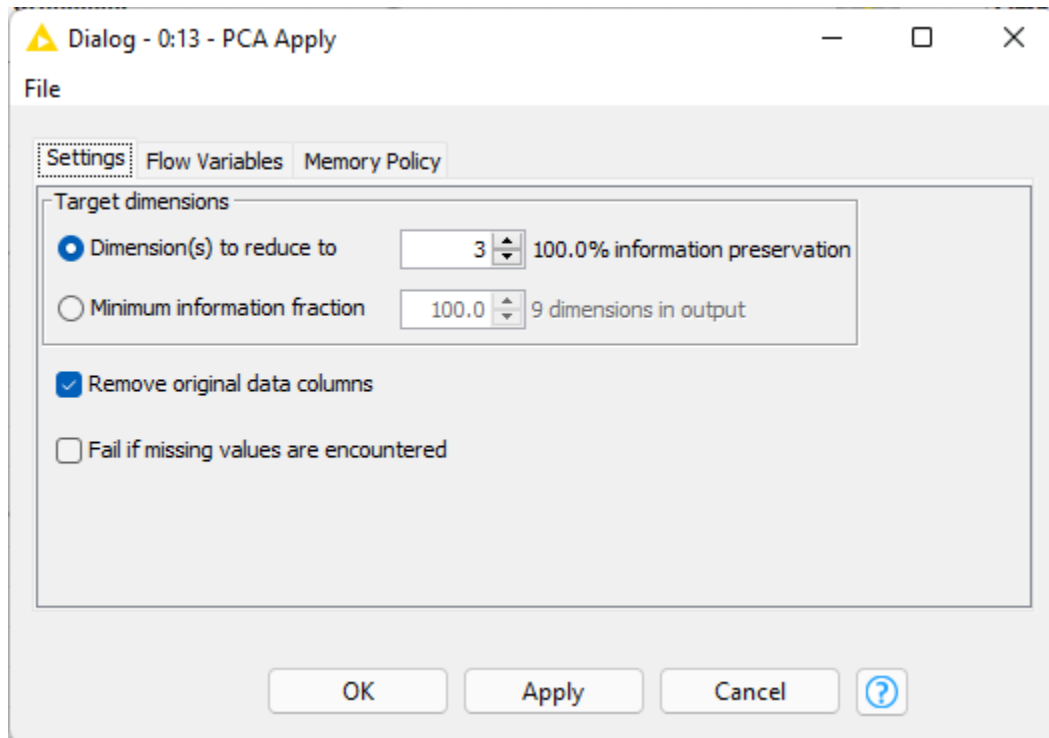 Dialog - 0:13 - PCA Apply
File
Settings Flow Variables Memory Policy
Target dimensions
Dimension(s) to reduce to 3 100.0% information preservation
Minimum information fraction 100.0 9 dimensions in output
Remove original data columns
Fail if missing values are encountered
OK Apply Cancel ?